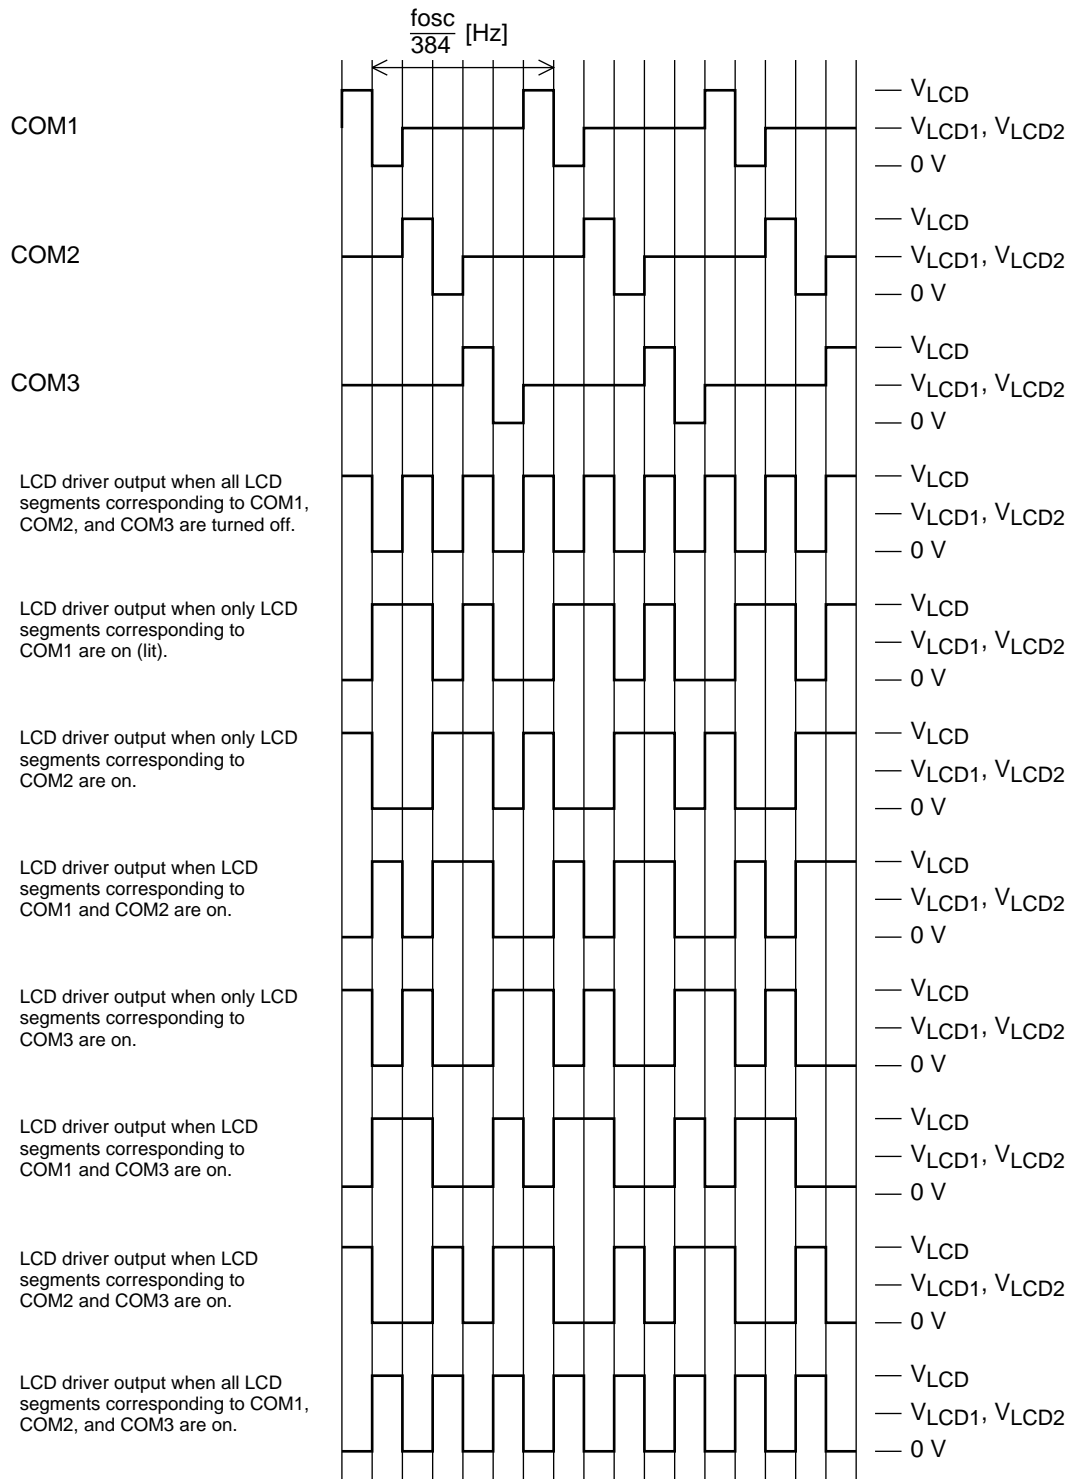 fosc
384 [Hz]
COM1
VLCD
VLCD1, VLCD2
0 V
COM2
VLCD
VLCD1, VLCD2
0 V
COM3
VLCD
VLCD1, VLCD2
0 V
LCD driver output when all LCD
segments corresponding to COM1,
COM2, and COM3 are turned off.
VLCD
VLCD1, VLCD2
0 V
LCD driver output when only LCD
segments corresponding to
COM1 are on (lit).
VLCD
VLCD1, VLCD2
0 V
LCD driver output when only LCD
segments corresponding to
COM2 are on.
VLCD
VLCD1, VLCD2
0 V
LCD driver output when LCD
segments corresponding to
COM1 and COM2 are on.
VLCD
VLCD1, VLCD2
0 V
LCD driver output when only LCD
segments corresponding to
COM3 are on.
VLCD
VLCD1, VLCD2
0 V
LCD driver output when LCD
segments corresponding to
COM1 and COM3 are on.
VLCD
VLCD1, VLCD2
0 V
LCD driver output when LCD
segments corresponding to
COM2 and COM3 are on.
VLCD
VLCD1, VLCD2
0 V
LCD driver output when all LCD
segments corresponding to COM1,
COM2, and COM3 are on.
VLCD
VLCD1, VLCD2
0 V